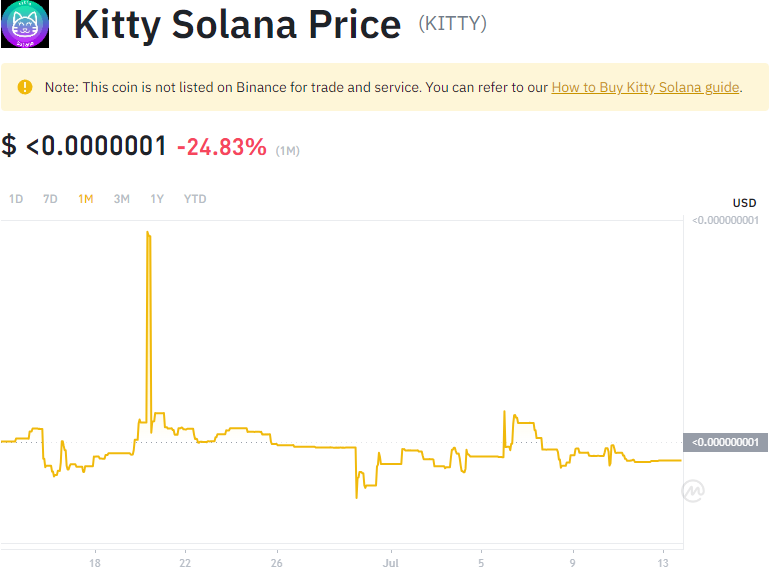 Kitty Solana Price (KITTY)
Note: This coin is not listed on Binance for trade and service. You can refer to our How to Buy Kitty Solana guide.
$ <0.0000001 -24.83% (1M)
1D 7D 1M 3M 1Y YTD
USD
<0.000000001
<0.000000001
18 22 26 Jul 5 9 13